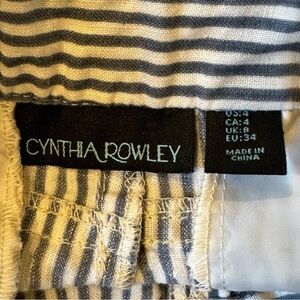 CYNTHIA ROWLEY
US:4
CA:4
UK:8
EU:34
MADE IN
CHINA